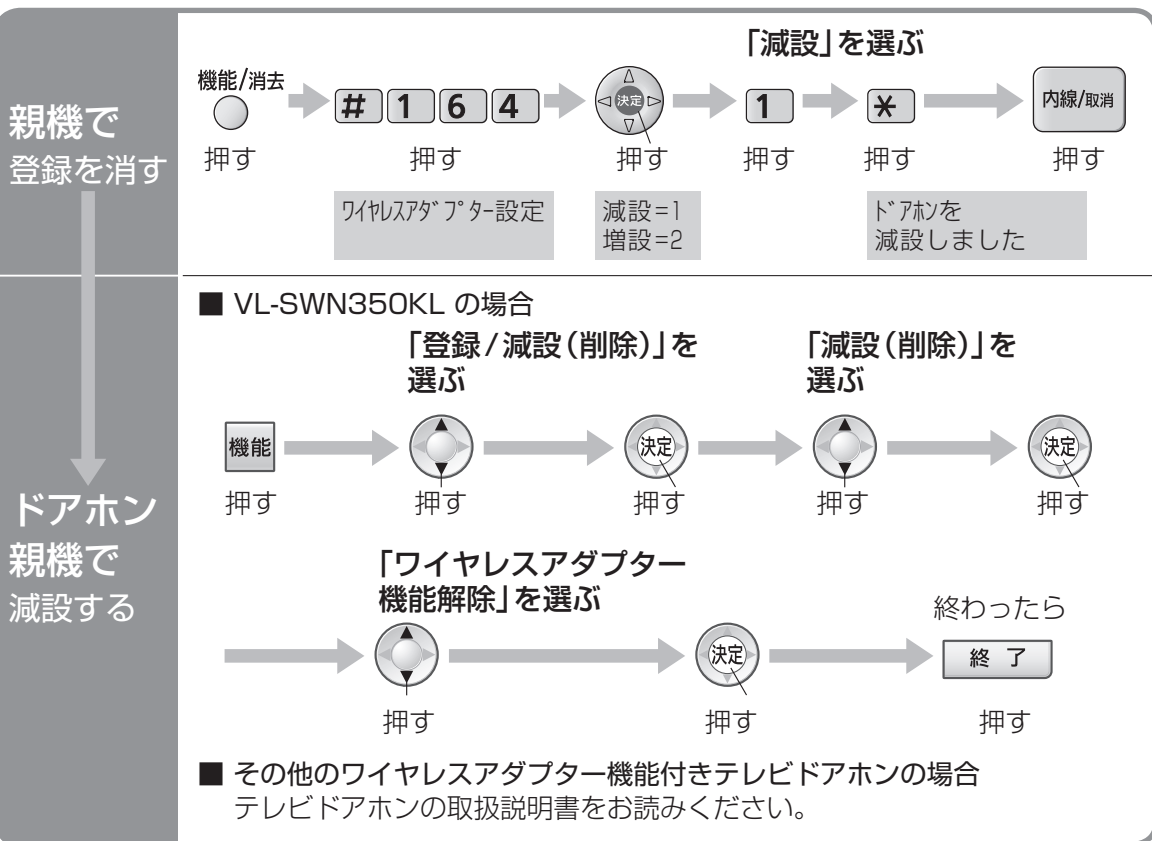 親機で
登録を消す
「減設」を選ぶ
機能/消去
# 1 6 4
決定
1
＊
内線/取消
押す 押す 押す 押す 押す 押す
ﾜｲﾔﾚｽｱﾀﾞﾌﾟﾀｰ設定
減設=1
増設=2
ﾄﾞｱﾎﾝを
減設しました
ドアホン
親機で
減設する
■ VL-SWN350KL の場合
「登録/減設(削除)」を
選ぶ
「減設(削除)」を
選ぶ
機能
決定
決定
押す 押す 押す 押す 押す
「ワイヤレスアダプター
機能解除」を選ぶ
終わったら
決定
終 了
押す 押す 押す
■ その他のワイヤレスアダプター機能付きテレビドアホンの場合
テレビドアホンの取扱説明書をお読みください。